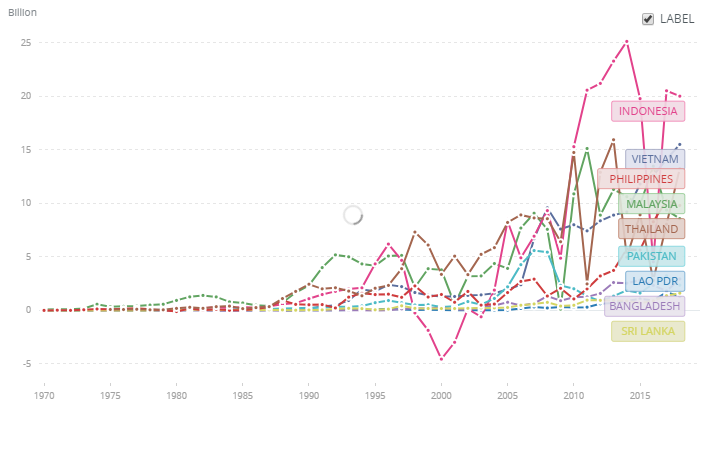 Billion
LABEL
25
20
INDONESIA
15
VIETNAM
PHILIPPINES
10
MALAYSIA
THAILAND
5
PAKISTAN
LAO PDR
0
BANGLADESH
SRI LANKA
-5
1970 1975 1980 1985 1990 1995 2000 2005 2010 2015